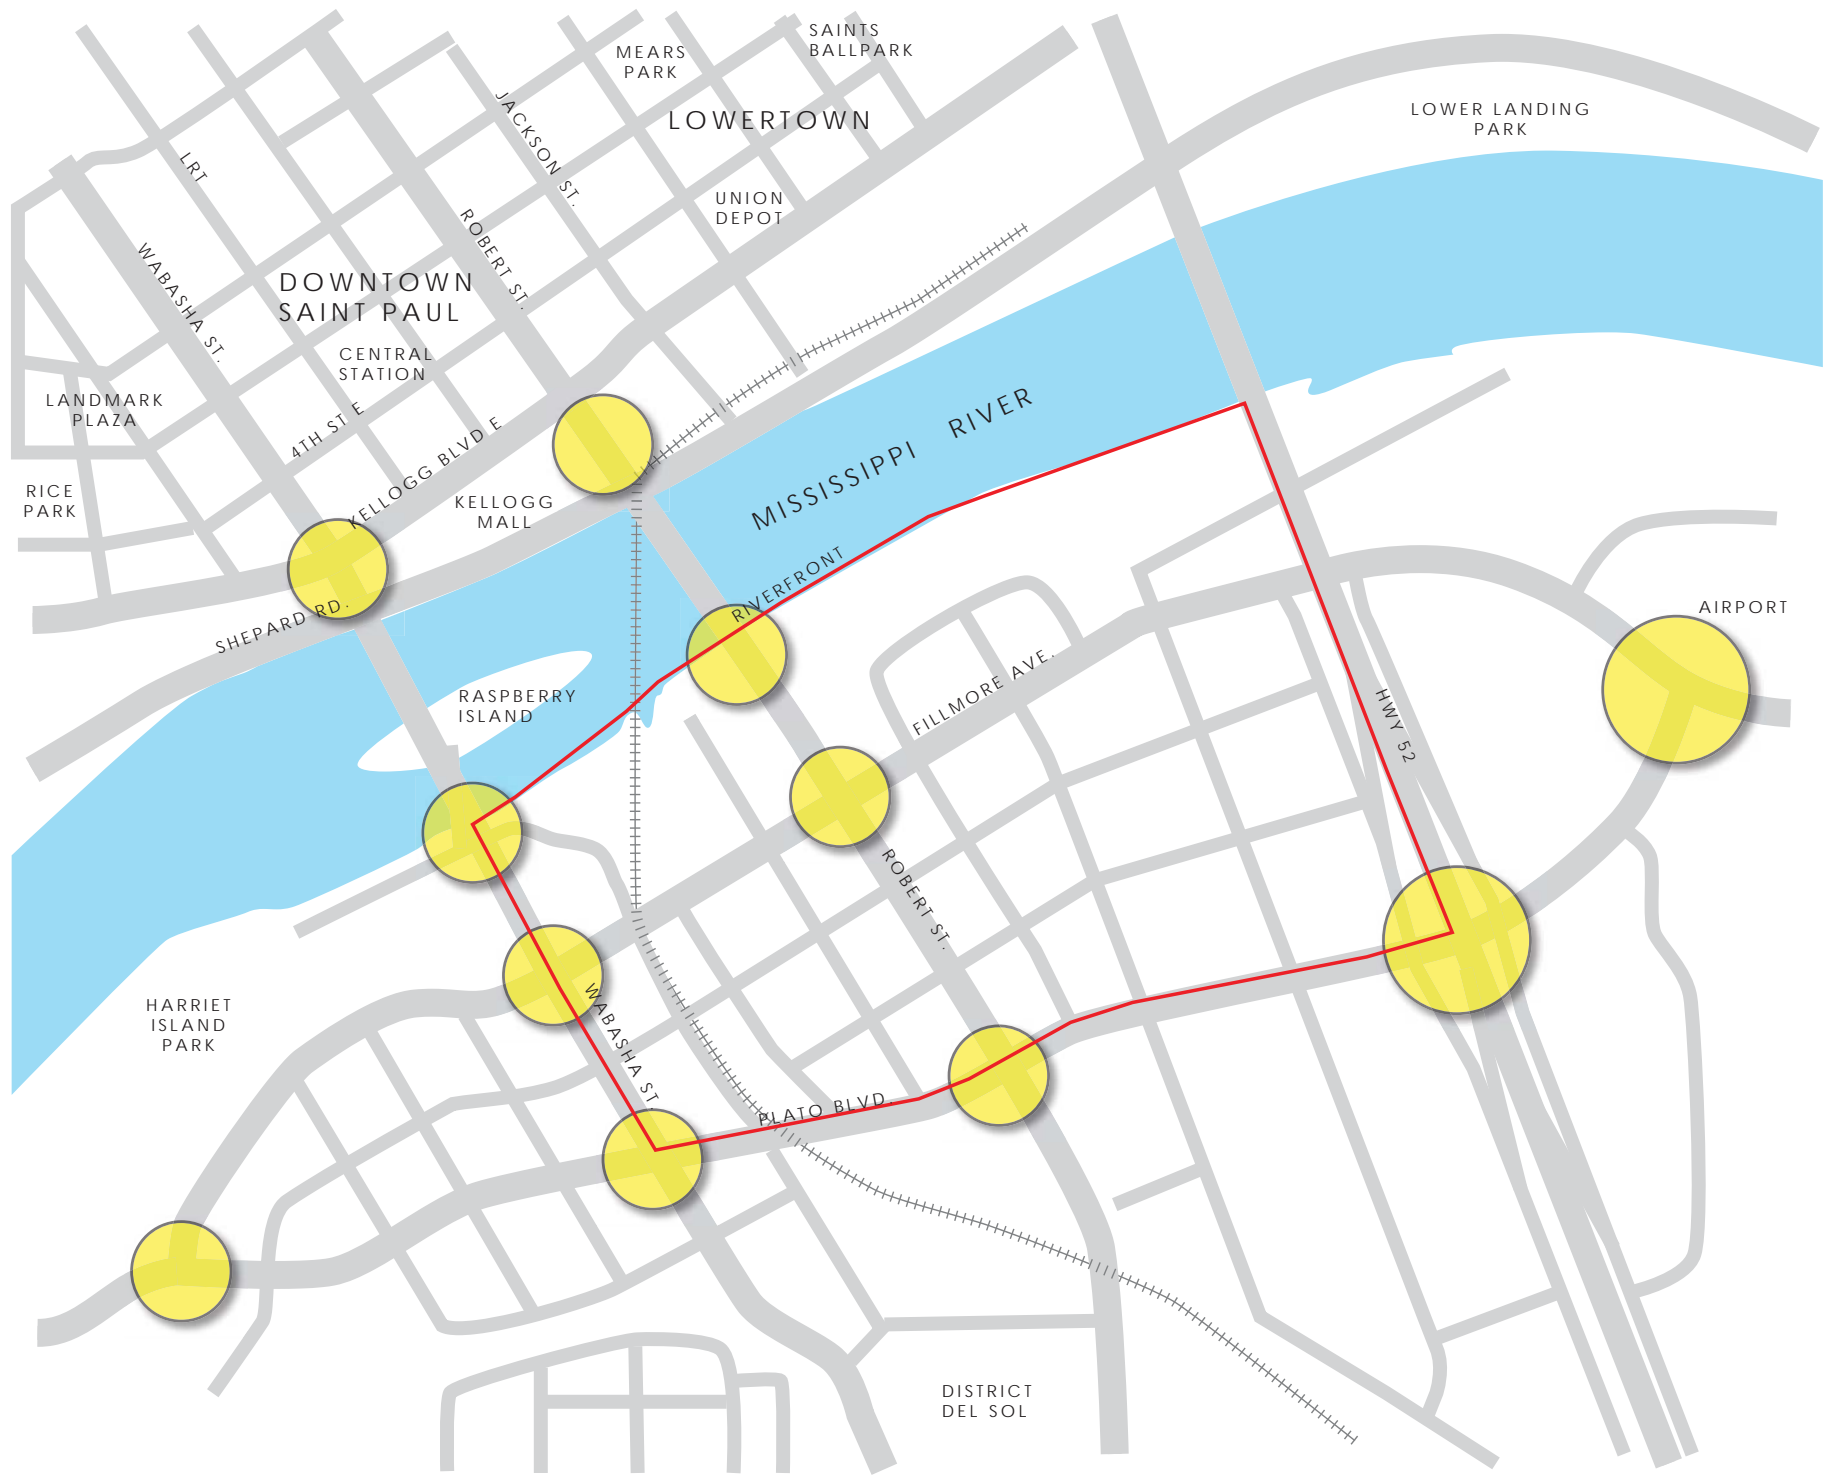 SAINTS
BALLPARK
MEARS
PARK
LOWERTOWN
JACKSON ST.
LOWER LANDING
PARK
LRT
UNION
DEPOT
ROBERT ST.
WABASHA ST.
DOWNTOWN
SAINT PAUL
CENTRAL
STATION
LANDMARK
PLAZA
4TH ST E
KELLOGG BLVD E
MISSISSIPPI RIVER
RICE
PARK
KELLOGG
MALL
RIVERFRONT
SHEPARD RD.
AIRPORT
RASPBERRY
ISLAND
FILLMORE AVE.
HWY 52
ROBERT ST.
HARRIET
ISLAND
PARK
WABASHA ST.
PLATO BLVD.
DISTRICT
DEL SOL